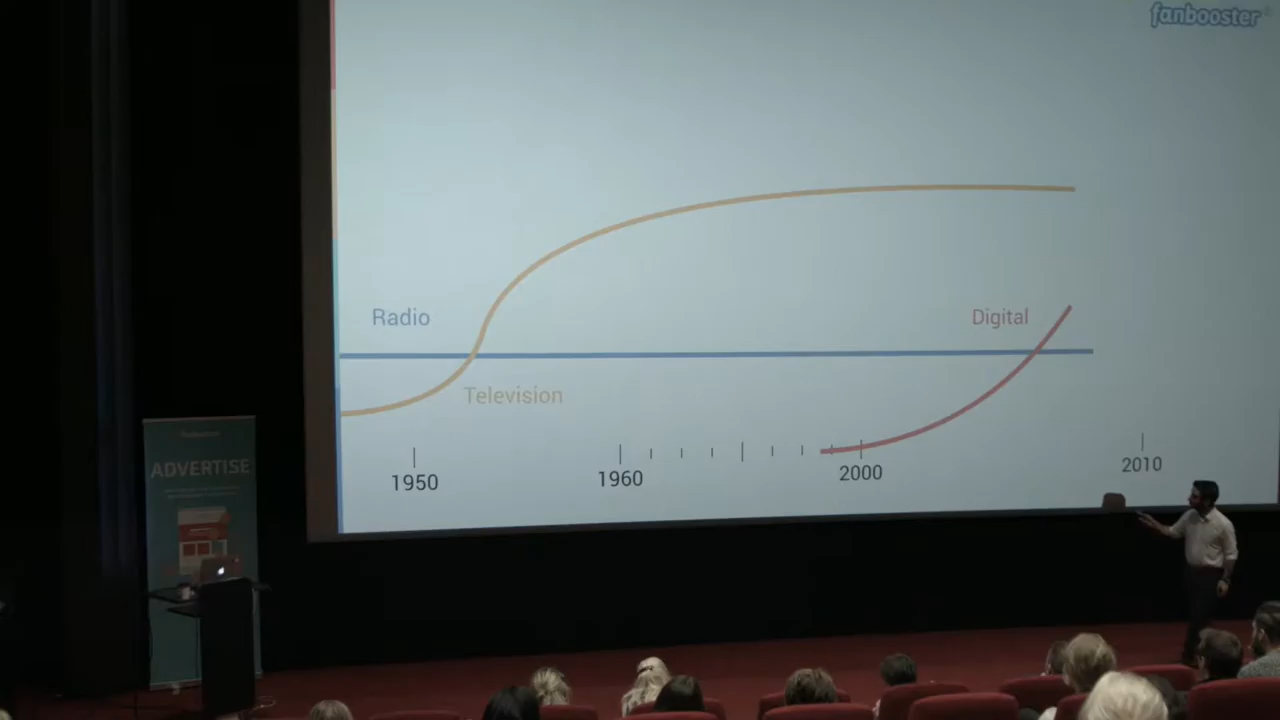 fanbooster
Radio
Digital
Television
1950
1960
2000
2010
ADVERTISE